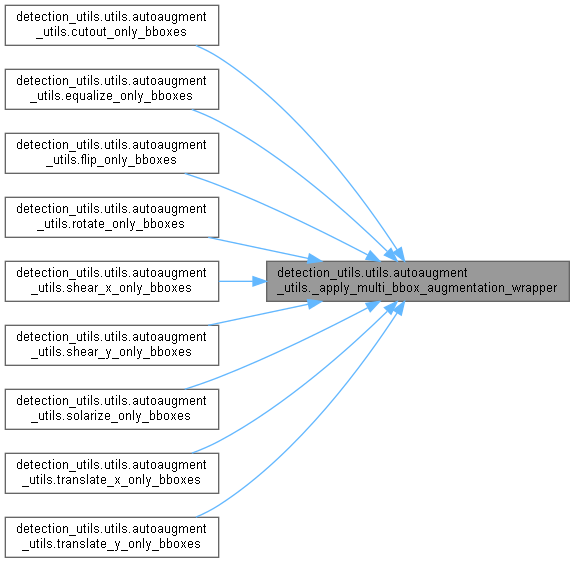 detection_utils.utils.autoaugment
_utils.cutout_only_bboxes
detection_utils.utils.autoaugment
_utils.equalize_only_bboxes
detection_utils.utils.autoaugment
_utils.flip_only_bboxes
detection_utils.utils.autoaugment
_utils.rotate_only_bboxes
detection_utils.utils.autoaugment
_utils.shear_x_only_bboxes
detection_utils.utils.autoaugment
_utils._apply_multi_bbox_augmentation_wrapper
detection_utils.utils.autoaugment
_utils.shear_y_only_bboxes
detection_utils.utils.autoaugment
_utils.solarize_only_bboxes
detection_utils.utils.autoaugment
_utils.translate_x_only_bboxes
detection_utils.utils.autoaugment
_utils.translate_y_only_bboxes